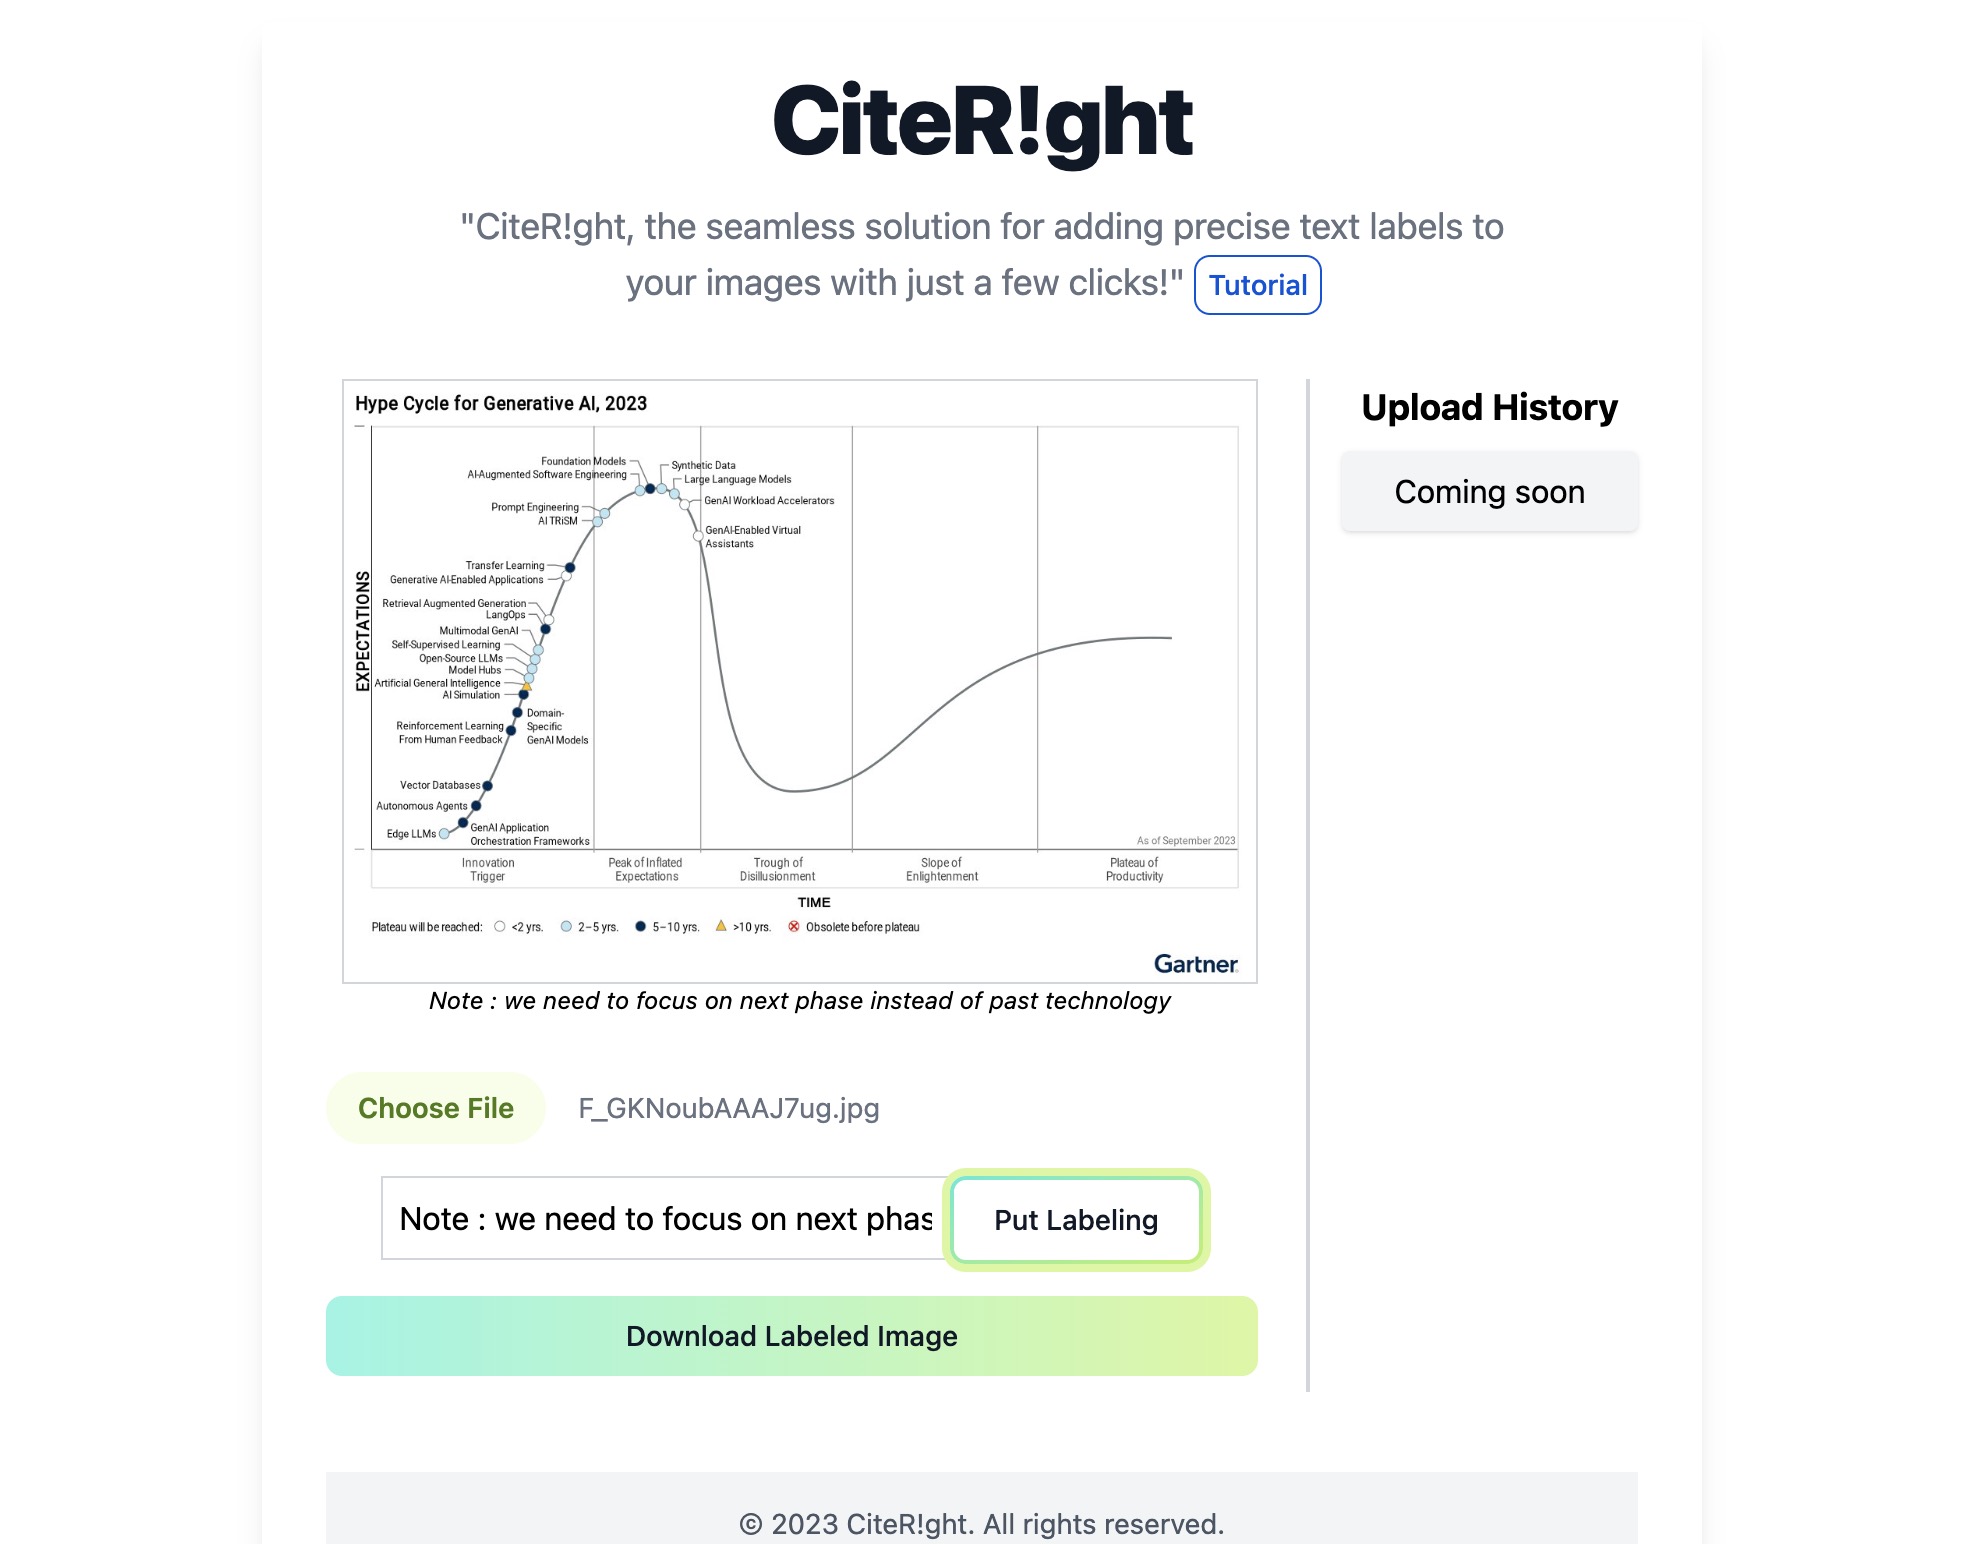 CiteR!ght
"CiteR!ght, the seamless solution for adding precise text labels to
your images with just a few clicks!" Tutorial
Hype Cycle for Generative AI, 2023
EXPECTATIONS
Foundation Models
AI-Augmented Software Engineering
Synthetic Data
Large Language Models
GenAI Workload Accelerators
Prompt Engineering
AI TRiSM
GenAI-Enabled Virtual
Assistants
Transfer Learning
Generative AI-Enabled Applications
Retrieval Augmented Generation
LangOps
Multimodal GenAI
Self-Supervised Learning
Open-Source LLMs
Model Hubs
Artificial General Intelligence
AI Simulation
Domain-
Specific
GenAI Models
Reinforcement Learning
From Human Feedback
Vector Databases
Autonomous Agents
GenAI Application
Orchestration Frameworks
Edge LLMs
As of September 2023
Innovation
Trigger
Peak of Inflated
Expectations
Trough of
Disillusionment
Slope of
Enlightenment
Plateau of
Productivity
TIME
Plateau will be reached: <2 yrs. 2–5 yrs. 5–10 yrs. >10 yrs. Obsolete before plateau
Gartner
Note : we need to focus on next phase instead of past technology
Upload History
Coming soon
Choose File F_GKNoubAAAJ7ug.jpg
Note : we need to focus on next phas Put Labeling
Download Labeled Image
© 2023 CiteR!ght. All rights reserved.